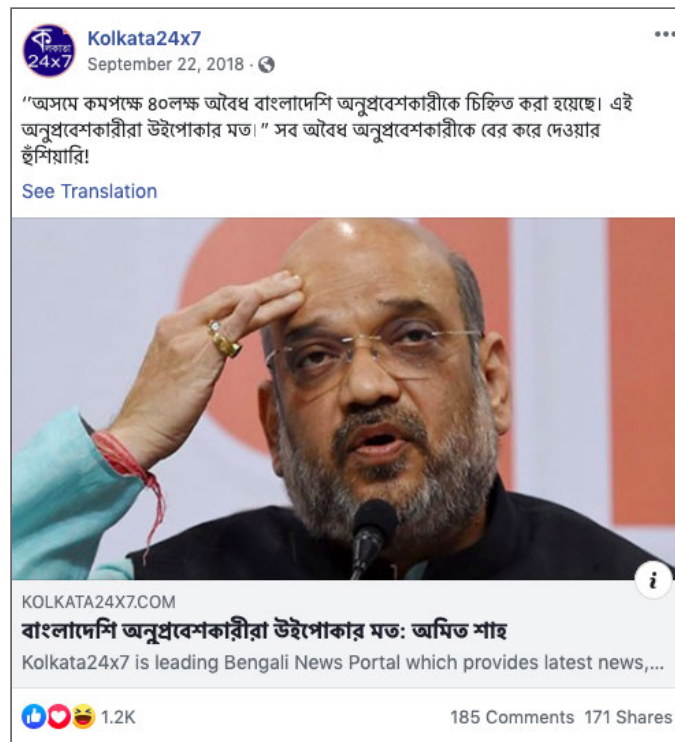 ক
লকাতা
24x7
Kolkata24x7
September 22, 2018 ·
‘’অসমে কমপক্ষে ৪০লক্ষ অবৈধ বাংলাদেশি অনুপ্রবেশকারীকে চিহ্নিত করা হয়েছে। এই
অনুপ্রবেশকারীরা উইপোকার মত।” সব অবৈধ অনুপ্রবেশকারীকে বের করে দেওয়ার
হুঁশিয়ারি!
See Translation
KOLKATA24X7.COM
বাংলাদেশি অনুপ্রবেশকারীরা উইপোকার মত: অমিত শাহ
Kolkata24x7 is leading Bengali News Portal which provides latest news,...
1.2K
185 Comments 171 Shares